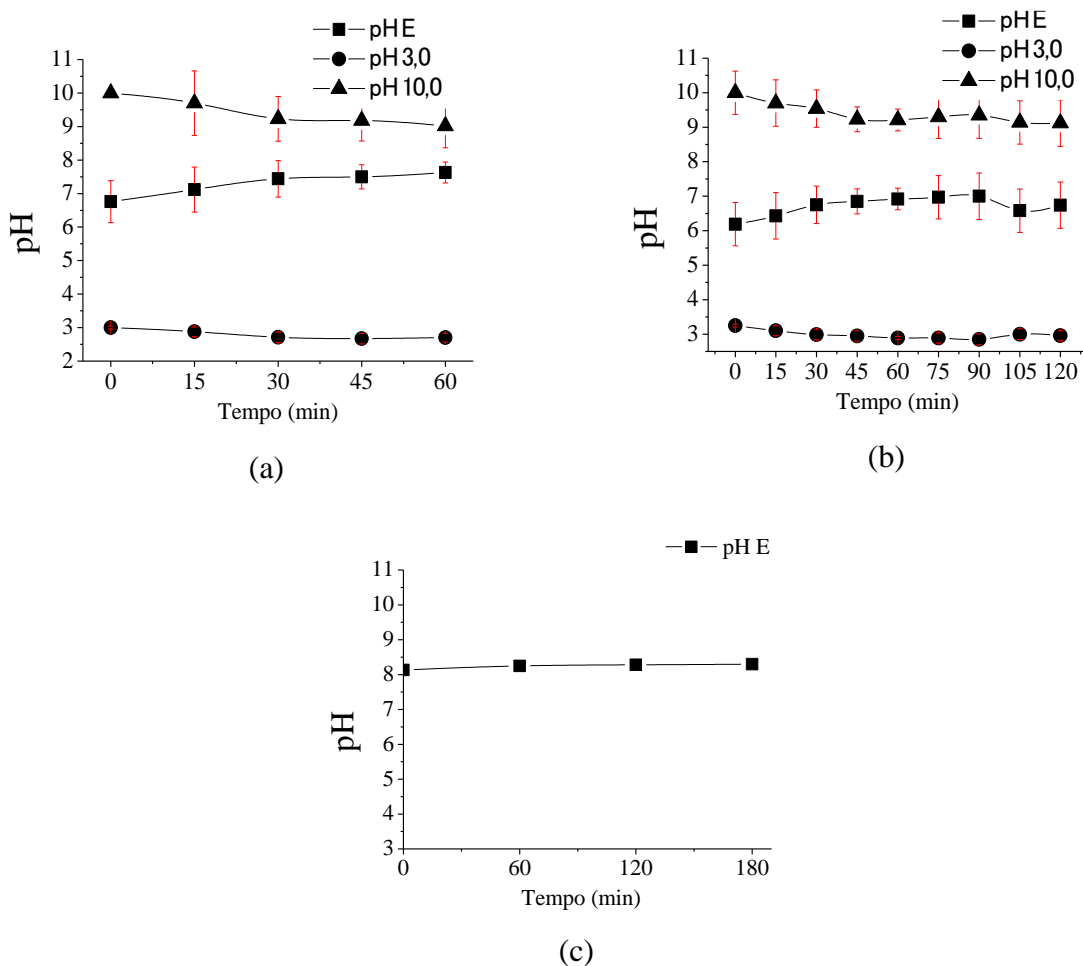 pH E
pH 3,0
pH 10,0
11
10
9
8
7
6
5
4
3
2
pH
0 15 30 45 60
Tempo (min)
(a)
pH E
pH 3,0
pH 10,0
11
10
9
8
7
6
5
4
3
pH
0 15 30 45 60 75 90 105 120
Tempo (min)
(b)
pH E
11
10
9
8
7
6
5
4
3
pH
0 60 120 180
Tempo (min)
(c)